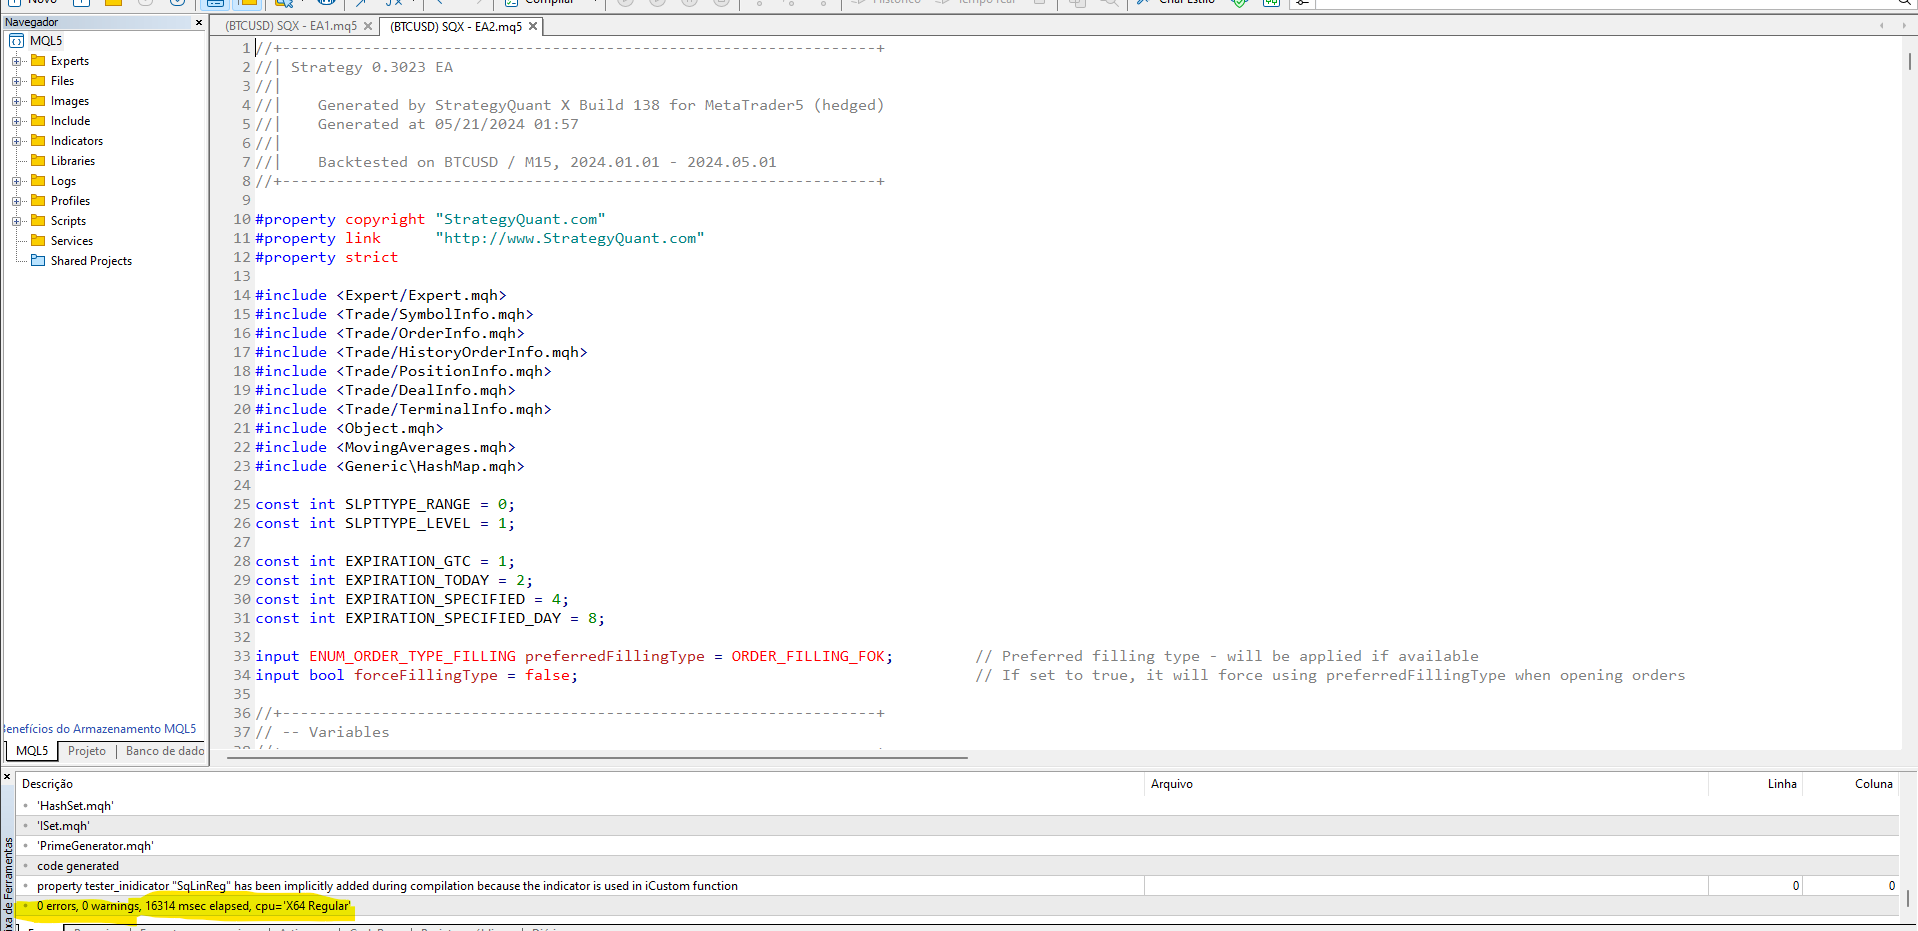 Novo
Compilar
Histórico
Tempo real
Criar Estilo
Navegador
(BTCUSD) SQX - EA1.mq5
(BTCUSD) SQX - EA2.mq5
MQL5
Experts
Files
Images
Include
Indicators
Libraries
Logs
Profiles
Scripts
Services
Shared Projects
Benefícios do Armazenamento MQL5
MQL5
Projeto
Banco de dado
1 //+------------------------------------------------------------------+
2 //| Strategy 0.3023 EA
3 //|
4 //|    Generated by StrategyQuant X Build 138 for MetaTrader5 (hedged)
5 //|    Generated at 05/21/2024 01:57
6 //|
7 //|    Backtested on BTCUSD / M15, 2024.01.01 - 2024.05.01
8 //+------------------------------------------------------------------+
9
10 #property copyright "StrategyQuant.com"
11 #property link      "http://www.StrategyQuant.com"
12 #property strict
13
14 #include <Expert/Expert.mqh>
15 #include <Trade/SymbolInfo.mqh>
16 #include <Trade/OrderInfo.mqh>
17 #include <Trade/HistoryOrderInfo.mqh>
18 #include <Trade/PositionInfo.mqh>
19 #include <Trade/DealInfo.mqh>
20 #include <Trade/TerminalInfo.mqh>
21 #include <Object.mqh>
22 #include <MovingAverages.mqh>
23 #include <Generic\HashMap.mqh>
24
25 const int SLPTTYPE_RANGE = 0;
26 const int SLPTTYPE_LEVEL = 1;
27
28 const int EXPIRATION_GTC = 1;
29 const int EXPIRATION_TODAY = 2;
30 const int EXPIRATION_SPECIFIED = 4;
31 const int EXPIRATION_SPECIFIED_DAY = 8;
32
33 input ENUM_ORDER_TYPE_FILLING preferredFillingType = ORDER_FILLING_FOK;         // Preferred filling type - will be applied if available
34 input bool forceFillingType = false;                                            // If set to true, it will force using preferredFillingType when opening orders
35
36 //+------------------------------------------------------------------+
37 // -- Variables
38 //+------------------------------------------------------------------+
Descrição Arquivo Linha Coluna
'HashSet.mqh'
'ISet.mqh'
'PrimeGenerator.mqh'
code generated
property tester_inidicator "SqLinReg" has been implicitly added during compilation because the indicator is used in iCustom function 0 0
0 errors, 0 warnings, 16314 msec elapsed, cpu='X64 Regular'
ixa de Ferramentas